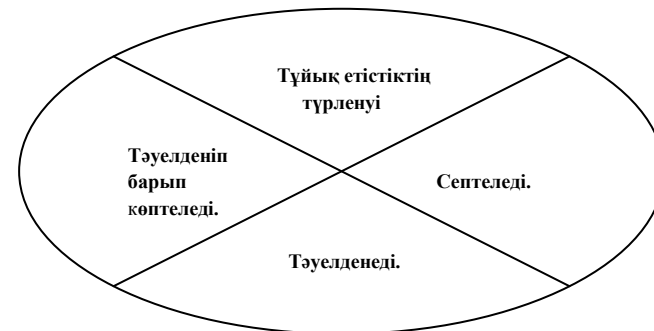 Тұйық етістіктің
түрленуі
Тәуелденіп
барып
көптеледі.
Септеледі.
Тәуелденеді.